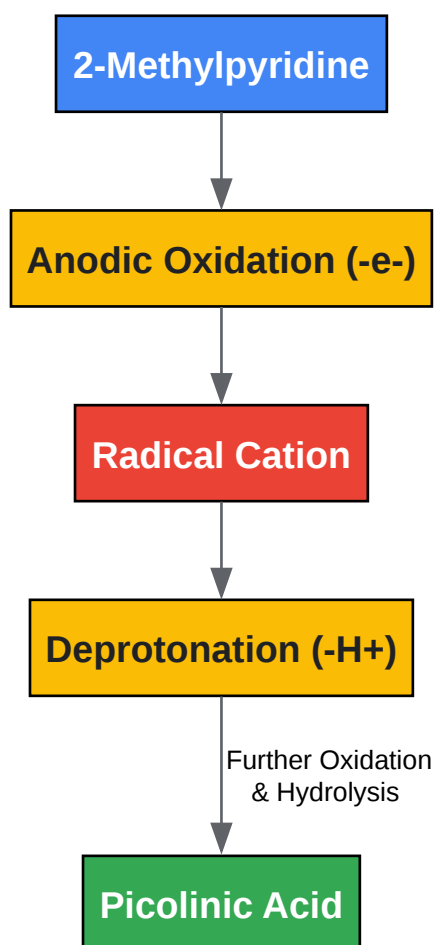 2-Methylpyridine
Anodic Oxidation (-e-)
Radical Cation
Deprotonation (-H+)
Further Oxidation
& Hydrolysis
Picolinic Acid